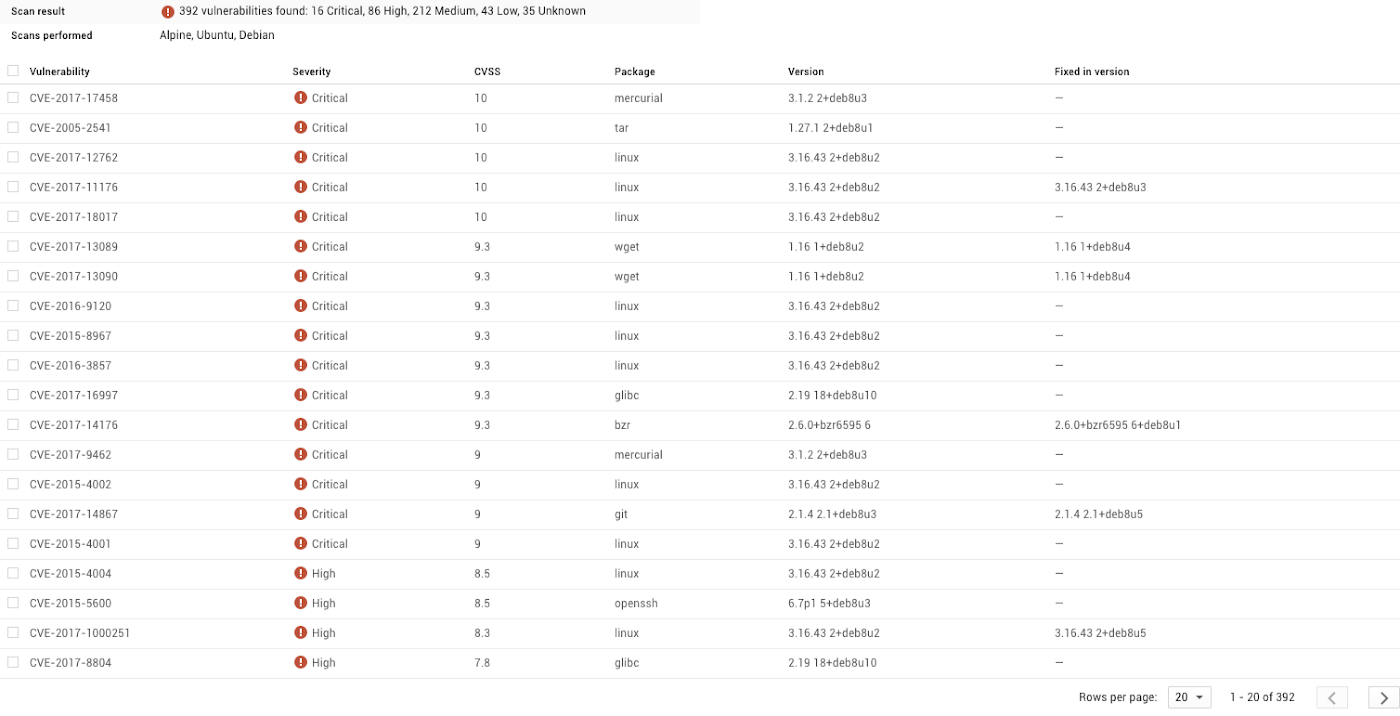 Scan result 392 vulnerabilities found: 16 Critical, 86 High, 212 Medium, 43 Low, 35 Unknown
Scans performed Alpine, Ubuntu, Debian
Vulnerability Severity CVSS Package Version Fixed in version
CVE-2017-17458 Critical 10 mercurial 3.1.2 2+deb8u3 —
CVE-2005-2541 Critical 10 tar 1.27.1 2+deb8u1 —
CVE-2017-12762 Critical 10 linux 3.16.43 2+deb8u2 —
CVE-2017-11176 Critical 10 linux 3.16.43 2+deb8u2 3.16.43 2+deb8u3
CVE-2017-18017 Critical 10 linux 3.16.43 2+deb8u2 —
CVE-2017-13089 Critical 9.3 wget 1.16 1+deb8u2 1.16 1+deb8u4
CVE-2017-13090 Critical 9.3 wget 1.16 1+deb8u2 1.16 1+deb8u4
CVE-2016-9120 Critical 9.3 linux 3.16.43 2+deb8u2 —
CVE-2015-8967 Critical 9.3 linux 3.16.43 2+deb8u2 —
CVE-2016-3857 Critical 9.3 linux 3.16.43 2+deb8u2 —
CVE-2017-16997 Critical 9.3 glibc 2.19 18+deb8u10 —
CVE-2017-14176 Critical 9.3 bzr 2.6.0+bzr6595 6 2.6.0+bzr6595 6+deb8u1
CVE-2017-9462 Critical 9 mercurial 3.1.2 2+deb8u3 —
CVE-2015-4002 Critical 9 linux 3.16.43 2+deb8u2 —
CVE-2017-14867 Critical 9 git 2.1.4 2.1+deb8u3 2.1.4 2.1+deb8u5
CVE-2015-4001 Critical 9 linux 3.16.43 2+deb8u2 —
CVE-2015-4004 High 8.5 linux 3.16.43 2+deb8u2 —
CVE-2015-5600 High 8.5 openssh 6.7p1 5+deb8u3 —
CVE-2017-1000251 High 8.3 linux 3.16.43 2+deb8u2 3.16.43 2+deb8u5
CVE-2017-8804 High 7.8 glibc 2.19 18+deb8u10 —
Rows per page: 20 1 - 20 of 392